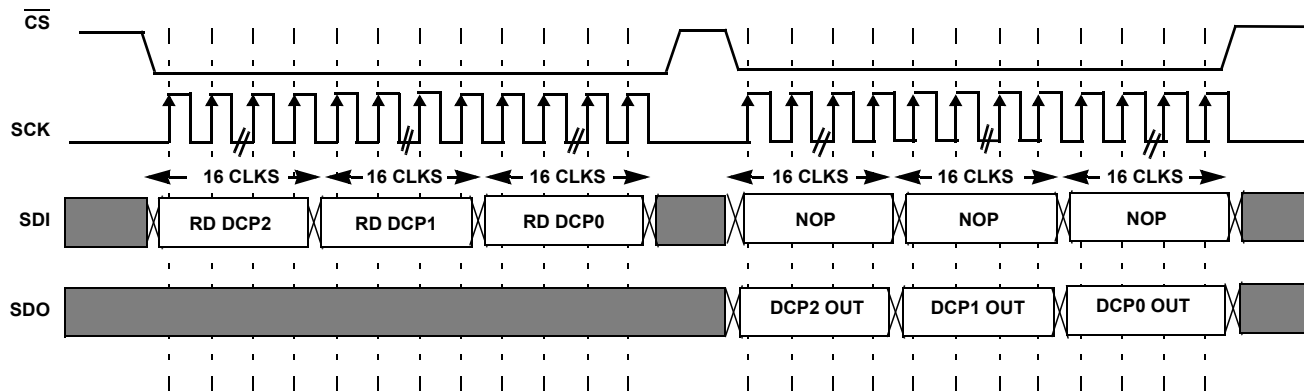 CS
SCK
16 CLKS 16 CLKS 16 CLKS 16 CLKS 16 CLKS 16 CLKS
SDI RD DCP2 RD DCP1 RD DCP0 NOP NOP NOP
SDO DCP2 OUT DCP1 OUT DCP0 OUT